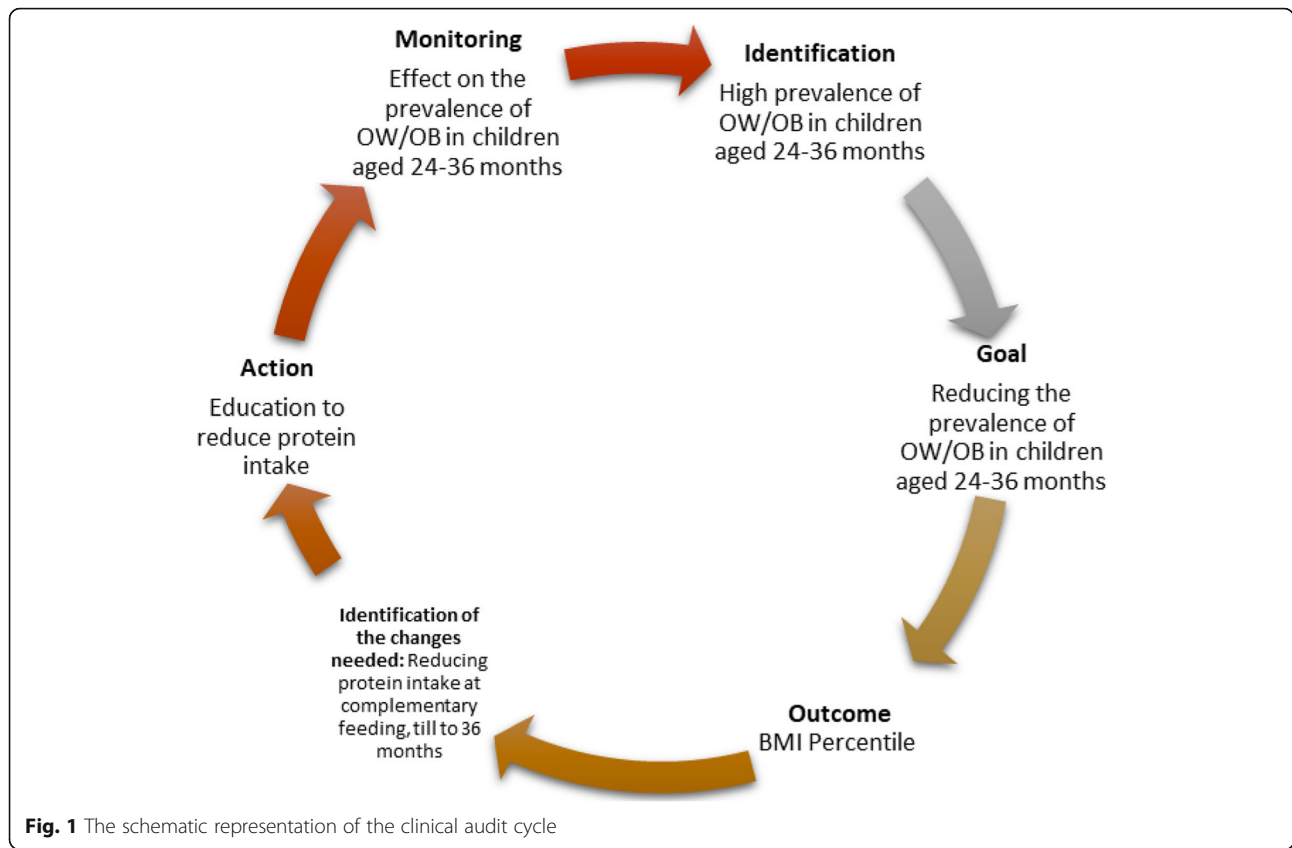 Monitoring
Effect on the
prevalence of
OW/OB in children
aged 24-36 months
Identification
High prevalence of
OW/OB in children
aged 24-36 months
Goal
Reducing the
prevalence of
OW/OB in children
aged 24-36 months
Outcome
BMI Percentile
Identification of
the changes
needed: Reducing
protein intake at
complementary
feeding, till to 36
months
Action
Education to
reduce protein
intake
Fig. 1 The schematic representation of the clinical audit cycle